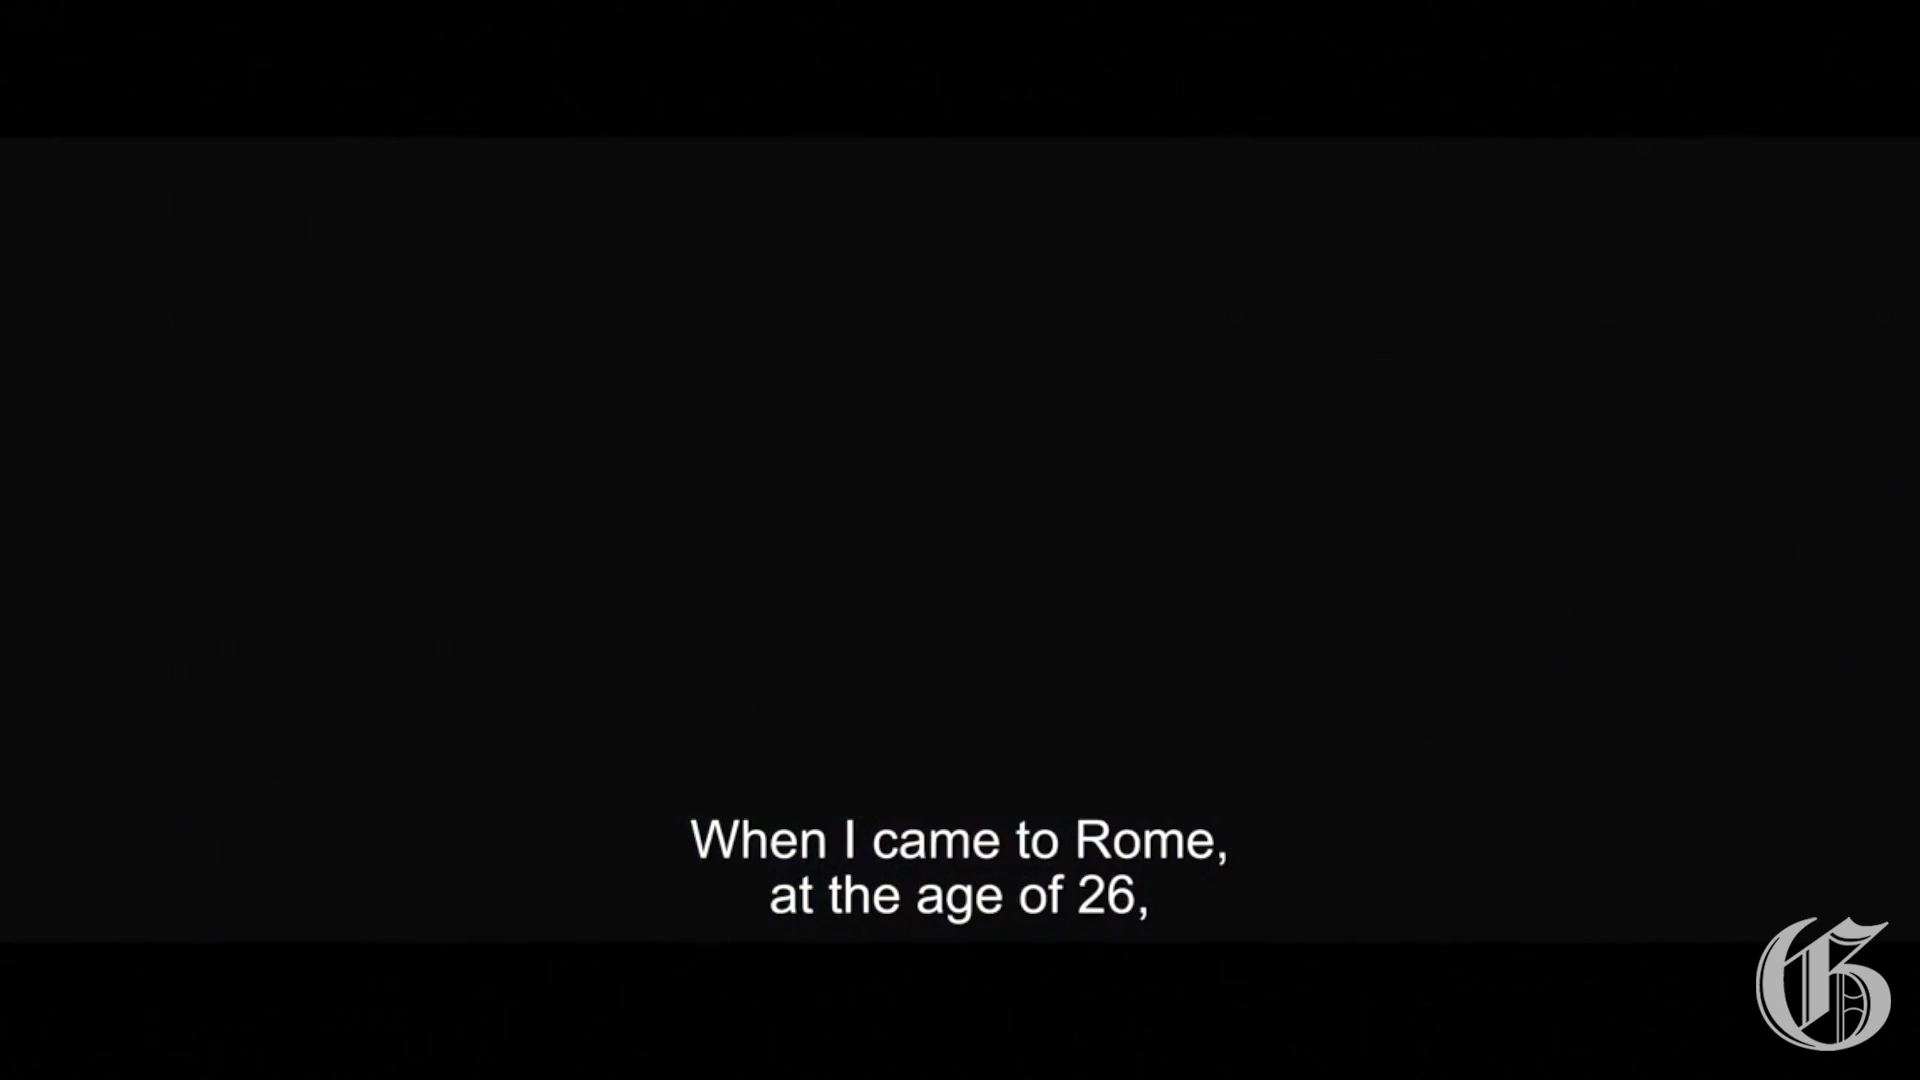 When I came to Rome,
at the age of 26,